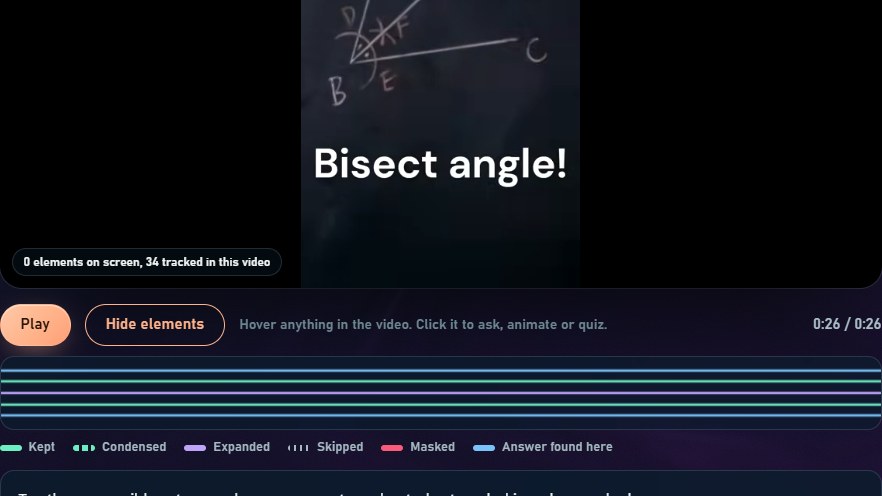 D
F
C
B
E
Bisect angle!
0 elements on screen, 34 tracked in this video
Play
Hide elements
Hover anything in the video. Click it to ask, animate or quiz.
0:26 / 0:26
Kept
Condensed
Expanded
Skipped
Masked
Answer found here